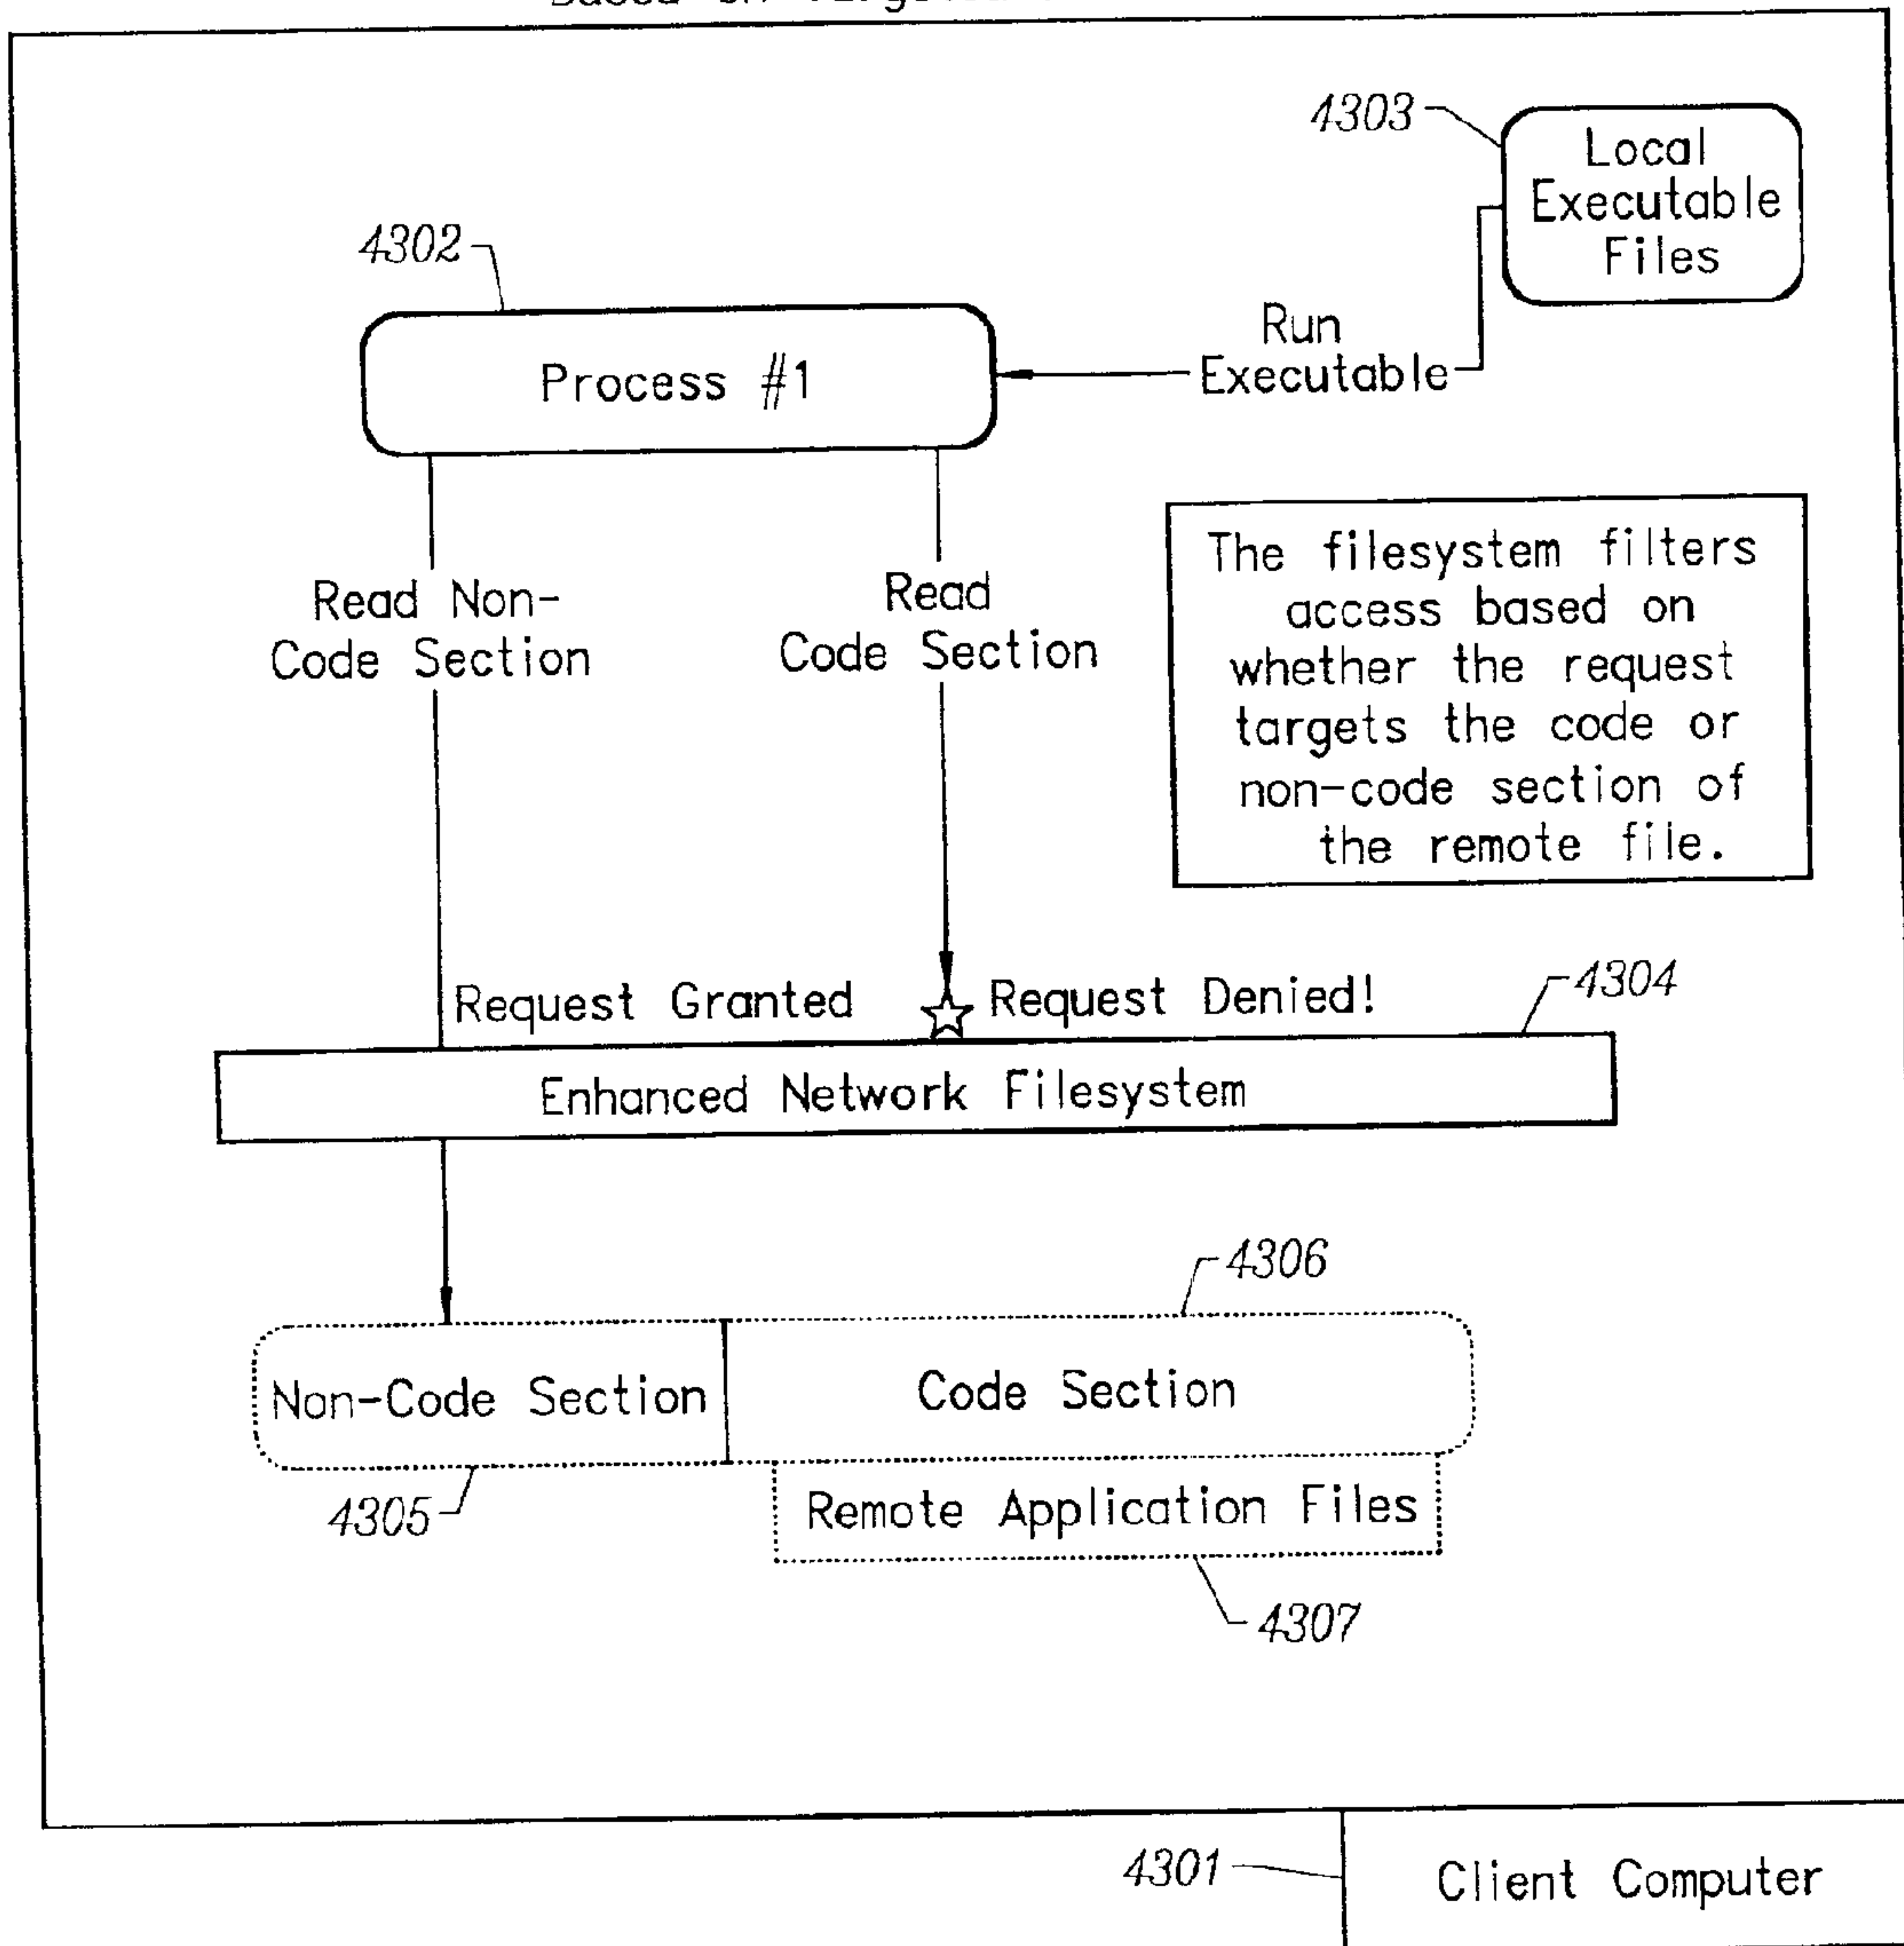 4303
Local
Executable
Files
4302
Run
Executable
Process #1
Read Non-
Code Section
Read
Code Section
The filesystem filters
access based on
whether the request
targets the code or
non-code section of
the remote file.
Request Granted
Request Denied!
4304
Enhanced Network Filesystem
4306
Non-Code Section
Code Section
4305
Remote Application Files
4307
4301
Client Computer